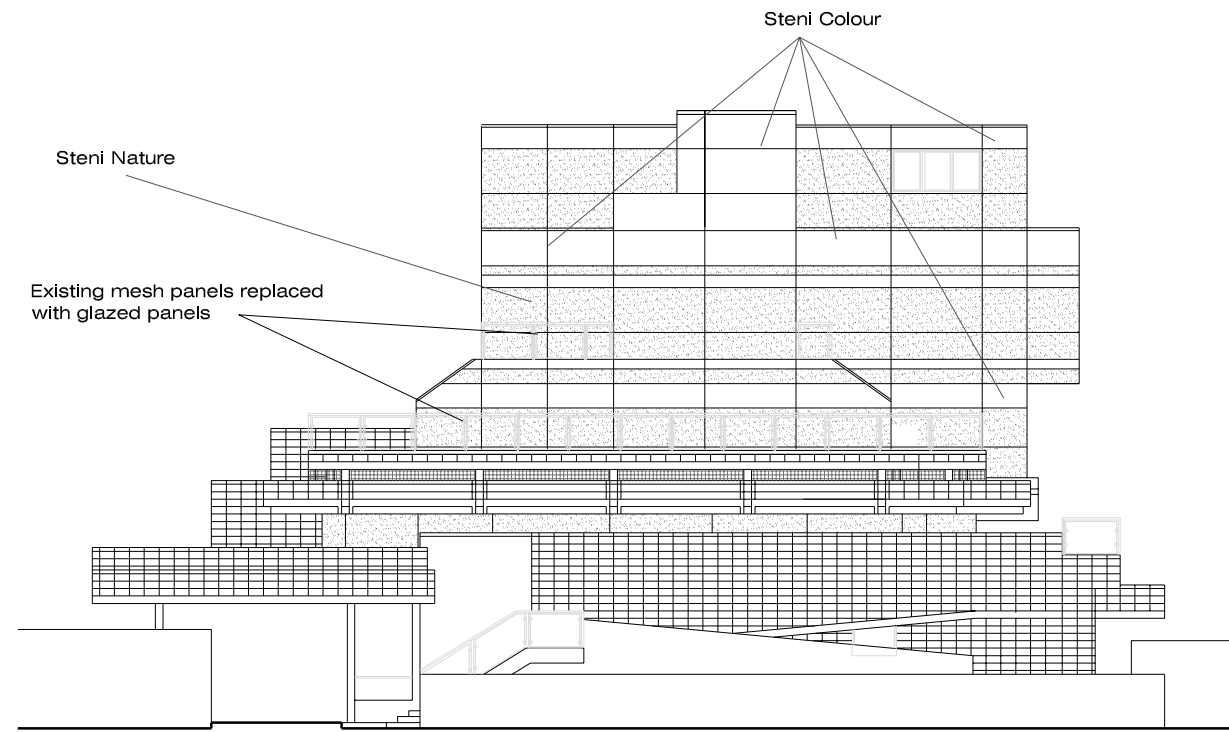 Steni Colour
Steni Nature
Existing mesh panels replaced
with glazed panels